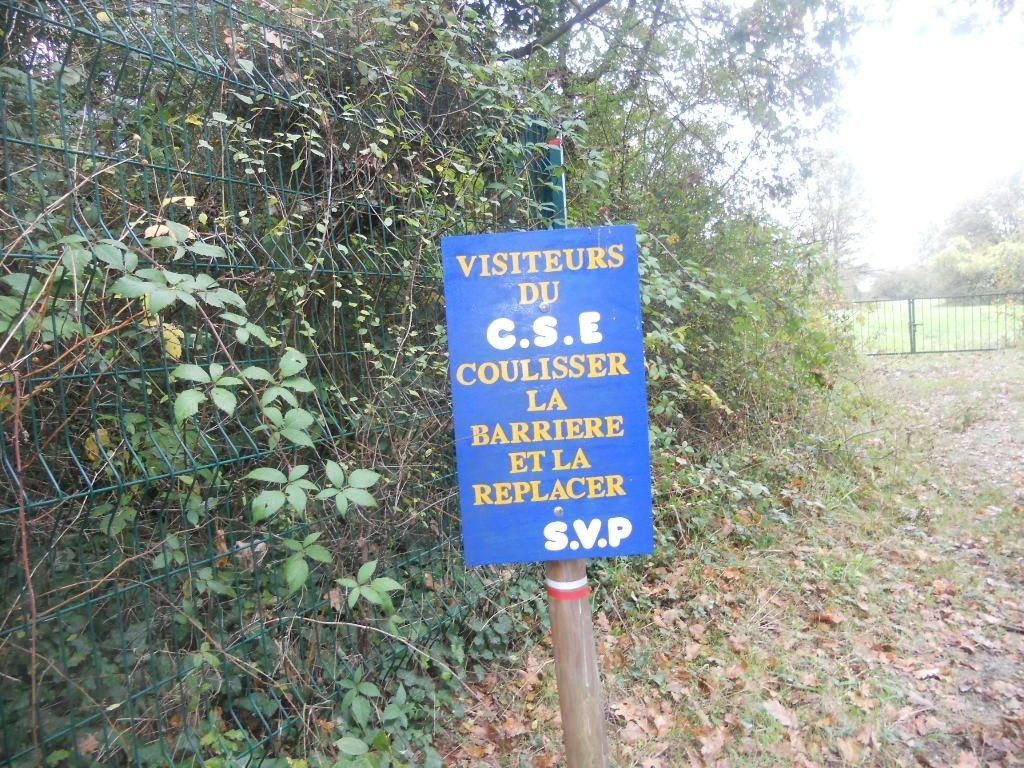 VISITEURS
DU
C.S.E
COULISSER
LA
BARRIERE
ET LA
REPLACER
S.V.P